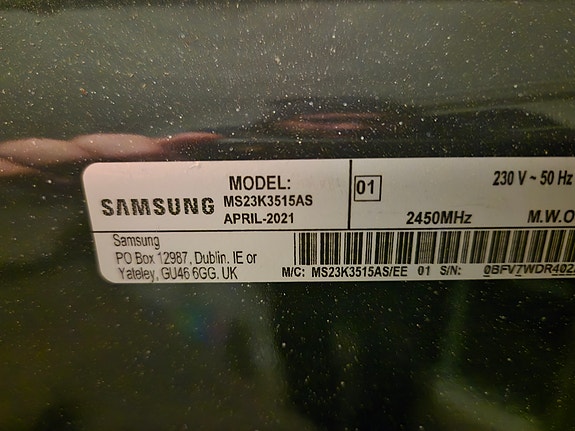 MODEL:
SAMSUNG MS23K3515AS
APRIL-2021
01
230 V ~ 50 Hz
2450MHz M.W.O
Samsung
PO Box 12987, Dublin. IE or
Yateley, GU46 6GG. UK
M/C: MS23K3515AS/EE 01 S/N: 0BFV7WDR402